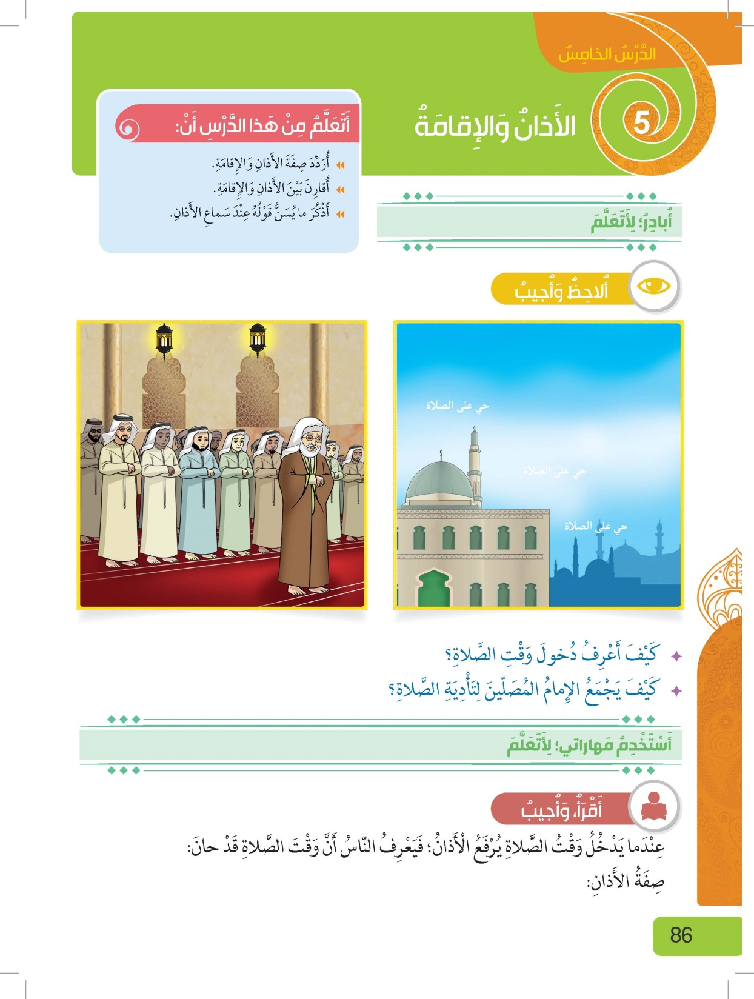 الدَّرْسُ الخامِسُ
5
الأَذانُ وَالإِقامَةُ
أَتَعَلَّمُ مِنْ هَذا الدَّرْسِ أَنْ:
أُرَدِّدَ صِفَةَ الأَذانِ وَالإِقامَةِ.
أُقارِنَ بَيْنَ الأَذانِ وَالإِقامَةِ.
أَذْكُرَ ما يُسَنُّ قَوْلُهُ عِنْدَ سَماعِ الأَذانِ.
أُبادِرُ؛ لِأَتَعَلَّمَ
أُلاحِظُ وَأُجيبُ
حي على الصلاة
حي على الصلاة
حي على الصلاة
كَيْفَ أَعْرِفُ دُخولَ وَقْتِ الصَّلاةِ؟
كَيْفَ يَجْمَعُ الإِمامُ المُصَلّينَ لِتَأْدِيَةِ الصَّلاةِ؟
أَسْتَخْدِمُ مَهاراتي؛ لِأَتَعَلَّمَ
أَقْرَأُ، وَأُجيبُ
عِنْدَما يَدْخُلُ وَقْتُ الصَّلاةِ يُرْفَعُ الْأَذانُ؛ فَيَعْرِفُ النّاسُ أَنَّ وَقْتَ الصَّلاةِ قَدْ حانَ:
صِفَةُ الأَذانِ:
86